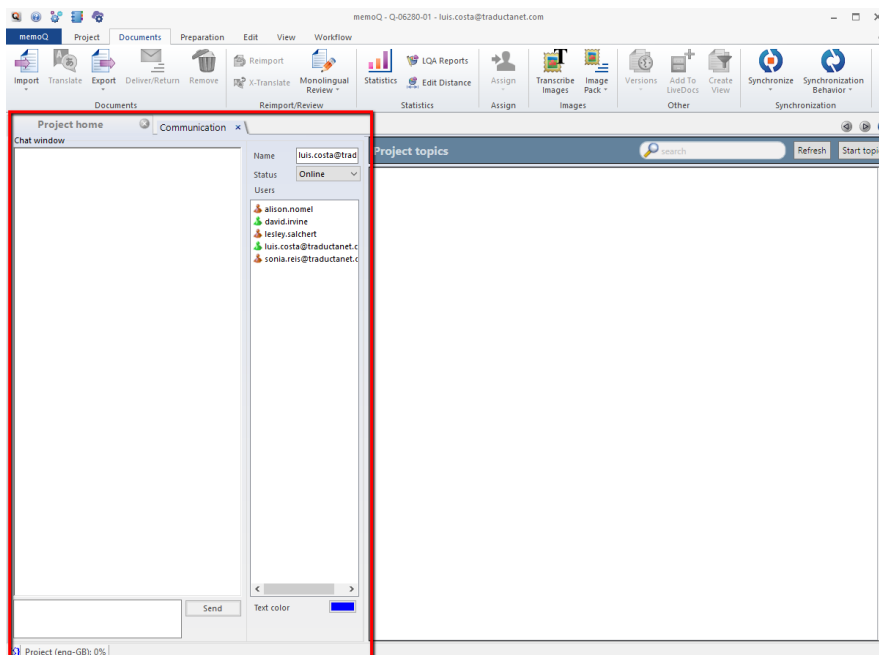 memoQ - Q-06280-01 - luis.costa@traductanet.com
memoQ Project Documents Preparation Edit View Workflow
Import Translate Export Deliver/Return Remove
Reimport
X-Translate
Monolingual
Review
Statistics
LQA Reports
Edit Distance
Assign
Transcribe
Images
Image
Pack
Versions
Add To
LiveDocs
Create
View
Synchronize
Synchronization
Behavior
Documents Reimport/Review Statistics Assign Images Other Synchronization
Project home Communication
Chat window
Name luis.costa@trad
Status Online
Users
alison.nomel
david.irvine
lesley.salchert
luis.costa@traductanet.c
sonia.reis@traductanet.c
Send
Text color
Project topics search Refresh Start topi
Project (eng-GB): 0%